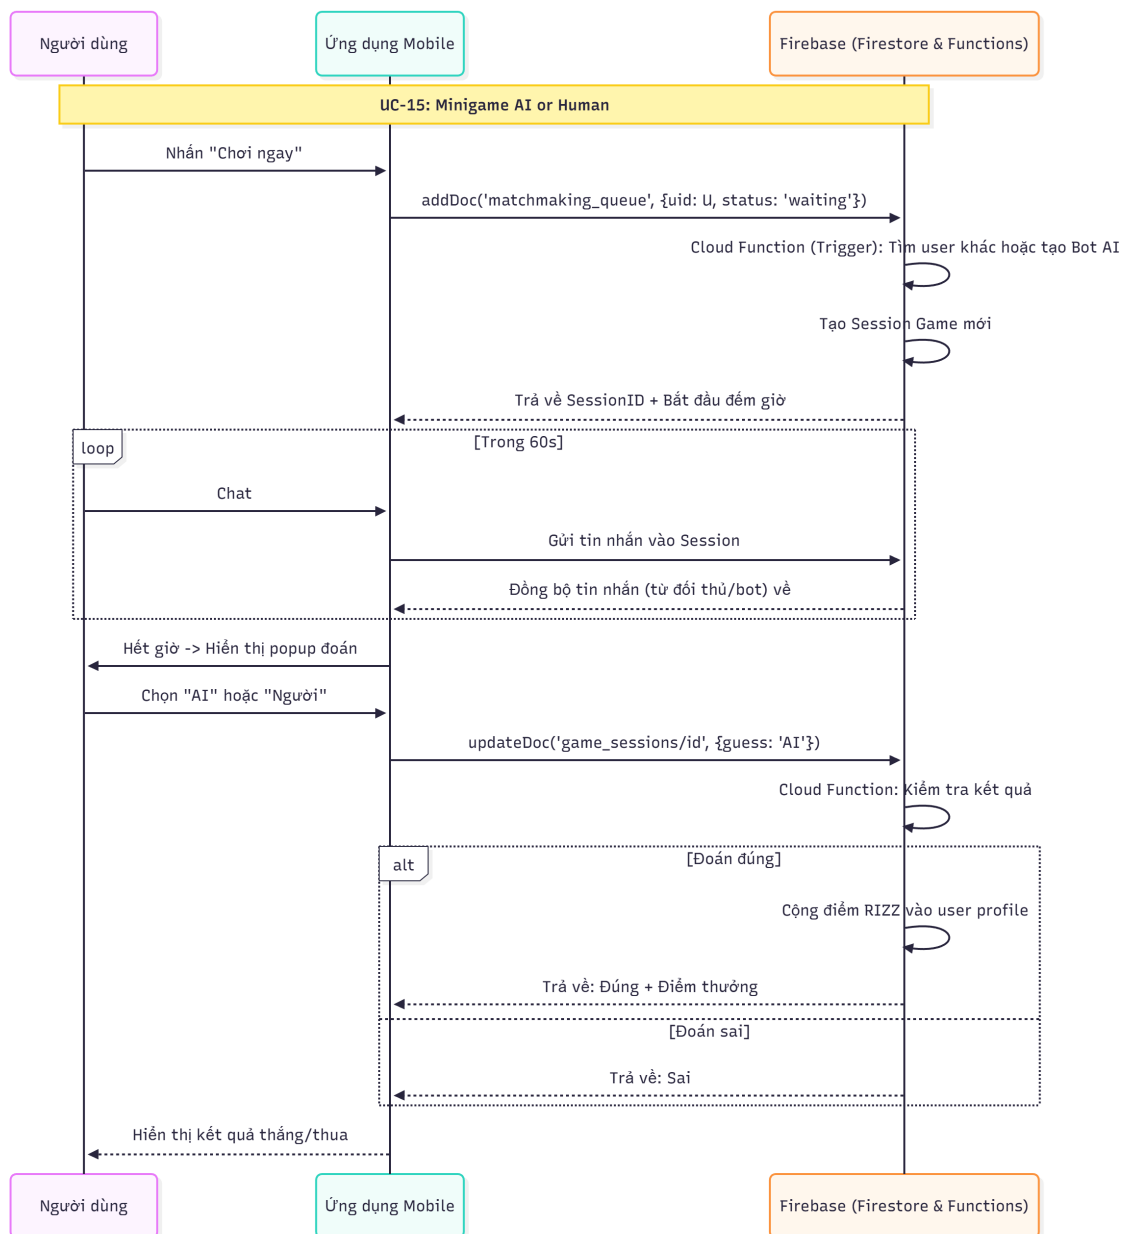 Người dùng
Ứng dụng Mobile
Firebase (Firestore & Functions)
UC-15: Minigame AI or Human
Nhấn "Chơi ngay"
addDoc('matchmaking_queue', {uid: U, status: 'waiting'})
Cloud Function (Trigger): Tìm user khác hoặc tạo Bot AI
Tạo Session Game mới
Trả về SessionID + Bắt đầu đếm giờ
loop
[Trong 60s]
Chat
Gửi tin nhắn vào Session
Đồng bộ tin nhắn (từ đối thủ/bot) về
Hết giờ -> Hiển thị popup đoán
Chọn "AI" hoặc "Người"
updateDoc('game_sessions/id', {guess: 'AI'})
Cloud Function: Kiểm tra kết quả
alt
[Đoán đúng]
Cộng điểm RIZZ vào user profile
Trả về: Đúng + Điểm thưởng
[Đoán sai]
Trả về: Sai
Hiển thị kết quả thắng/thua
Người dùng
Ứng dụng Mobile
Firebase (Firestore & Functions)